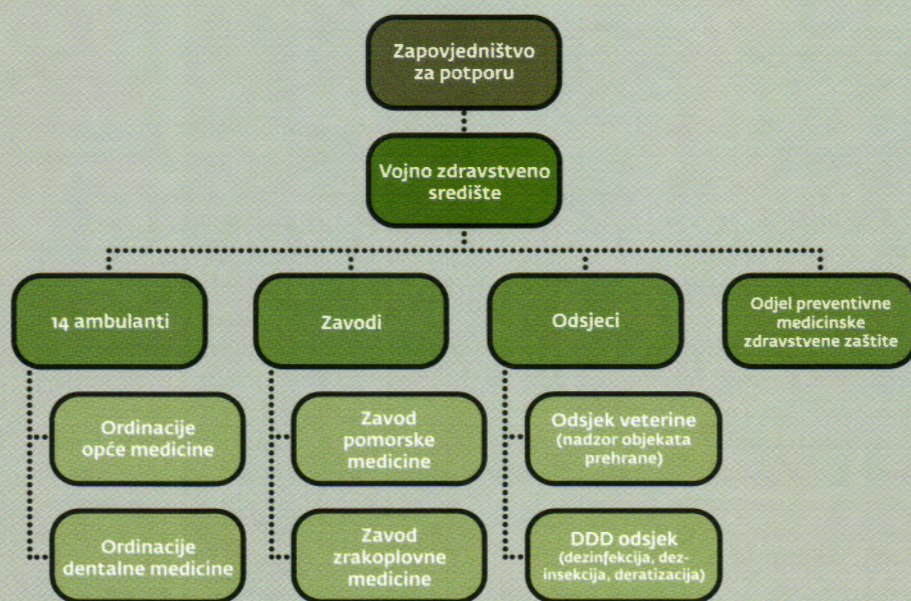 Zapovjedništvo
za potporu
Vojno zdravstveno
središte
14 ambulanti
Zavodi
Odsjeci
Odjel preventivne
medicinske
zdravstvene zaštite
Ordinacije
opće medicine
Zavod
pomorske
medicine
Odsjek veterine
(nadzor objekata
prehrane)
Ordinacije
dentalne medicine
Zavod
zrakoplovne
medicine
DDD odsjek
(dezinfekcija, dez-
insekcija, deratizacija)